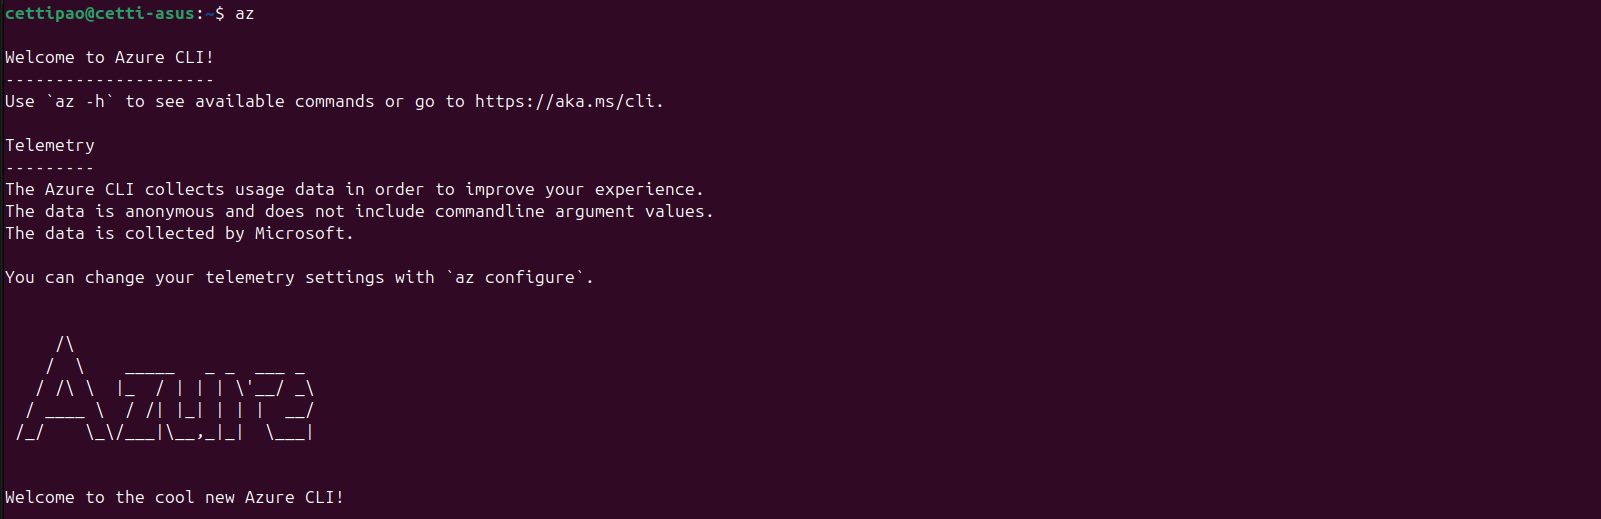 cettipao@cetti-asus:~$ az
Welcome to Azure CLI!
---------------------
Use `az -h` to see available commands or go to https://aka.ms/cli.
Telemetry
---------
The Azure CLI collects usage data in order to improve your experience.
The data is anonymous and does not include commandline argument values.
The data is collected by Microsoft.
You can change your telemetry settings with `az configure`.
     /\
    /  \    _____   _ _  ___ _
   / /\ \  |_  / | | | \'__/ _\
  / ____ \  / /| |_| | | |  __/
 /_/    \_\/___|\__,_|_|  \___|
Welcome to the cool new Azure CLI!